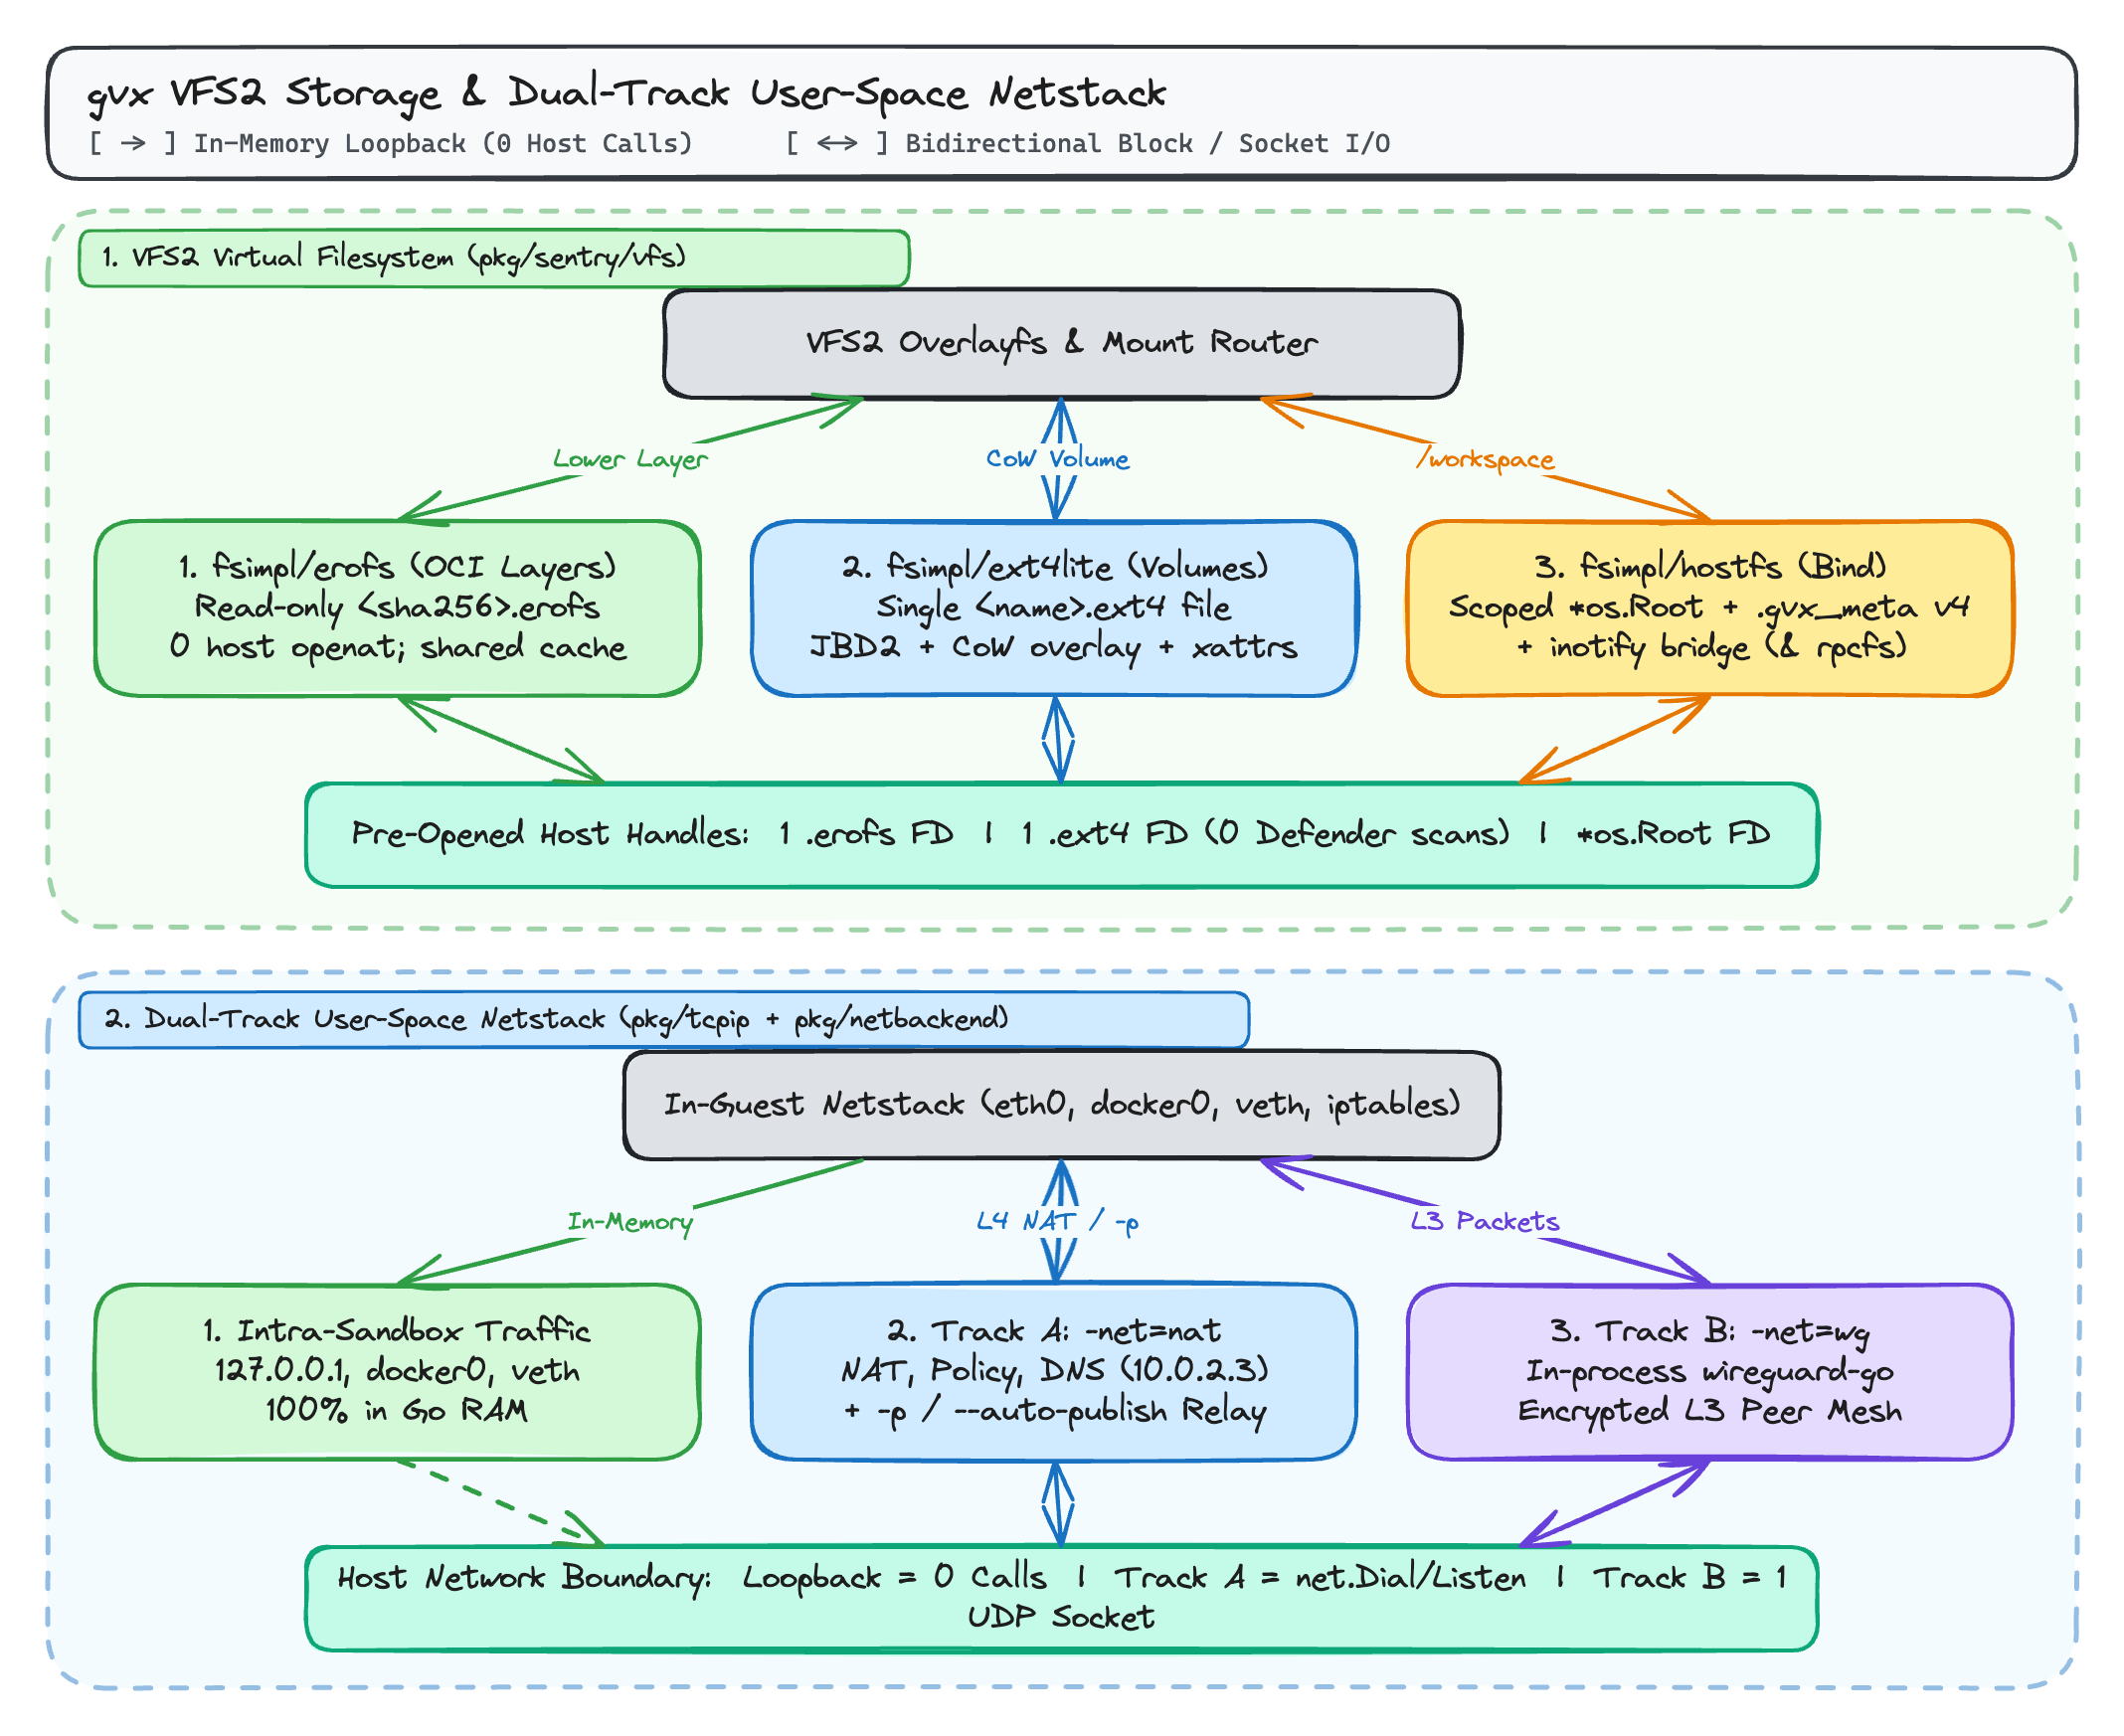 gvx VFS2 Storage & Dual-Track User-Space Netstack
[ → ] In-Memory Loopback (0 Host Calls) [ ↔ ] Bidirectional Block / Socket I/O
1. VFS2 Virtual Filesystem (pkg/sentry/vfs)
VFS2 Overlayfs & Mount Router
Lower Layer
CoW Volume
/workspace
1. fsimpl/erofs (OCI Layers)
Read-only <sha256>.erofs
0 host openat; shared cache
2. fsimpl/ext4lite (Volumes)
Single <name>.ext4 file
JBD2 + CoW overlay + xattrs
3. fsimpl/hostfs (Bind)
Scoped *os.Root + .gvx_meta v4
+ inotify bridge (& rpcfs)
Pre-Opened Host Handles: 1 .erofs FD | 1 .ext4 FD (0 Defender scans) | *os.Root FD
2. Dual-Track User-Space Netstack (pkg/tcpip + pkg/netbackend)
In-Guest Netstack (eth0, docker0, veth, iptables)
In-Memory
L4 NAT / -p
L3 Packets
1. Intra-Sandbox Traffic
127.0.0.1, docker0, veth
100% in Go RAM
2. Track A: -net=nat
NAT, Policy, DNS (10.0.2.3)
+ -p / --auto-publish Relay
3. Track B: -net=wg
In-process wireguard-go
Encrypted L3 Peer Mesh
Host Network Boundary: Loopback = 0 Calls | Track A = net.Dial/Listen | Track B = 1
UDP Socket